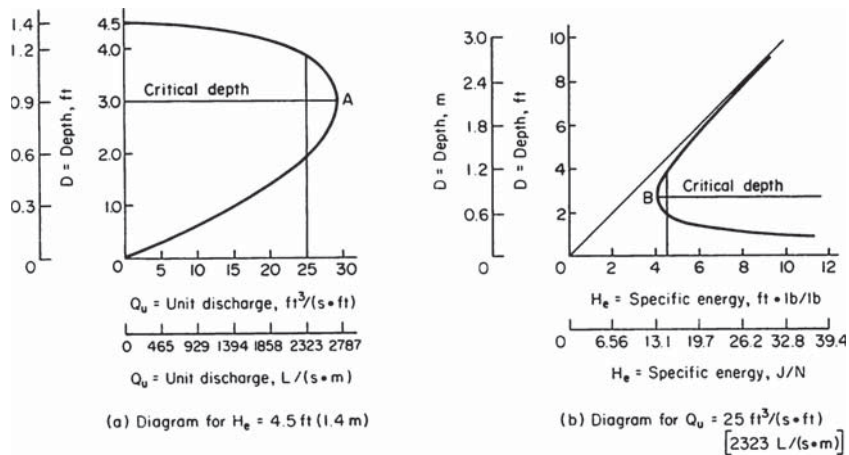 1.4
1.2
0.9
0.6
0.3
0
D = Depth, ft
4.5
4.0
3.0
2.0
1.0
Critical depth
A
0 5 10 15 20 25 30
Qu = Unit discharge, ft³/(s•ft)
0 465 929 1394 1858 2323 2787
Qu = Unit discharge, L/(s•m)
(a) Diagram for He = 4.5 ft (1.4 m)
D = Depth, m
3.0
2.4
1.8
1.2
0.6
0
D = Depth, ft
10
8
6
4
2
Critical depth
B
0 2 4 6 8 10 12
He = Specific energy, ft • lb/lb
0 6.56 13.1 19.7 26.2 32.8 39.4
He = Specific energy, J/N
(b) Diagram for Qu = 25 ft³/(s•ft)
[2323 L/(s•m)]